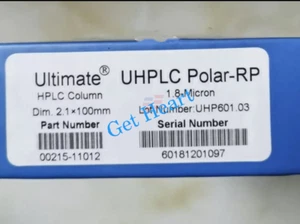 Ultimate® UHPLC Polar-RP
HPLC Column 1.8-Micron
Dim. 2.1×100mm Lot Number: UHP601.03
Part Number Serial Number
00215-11012 60181201097
Get Heart